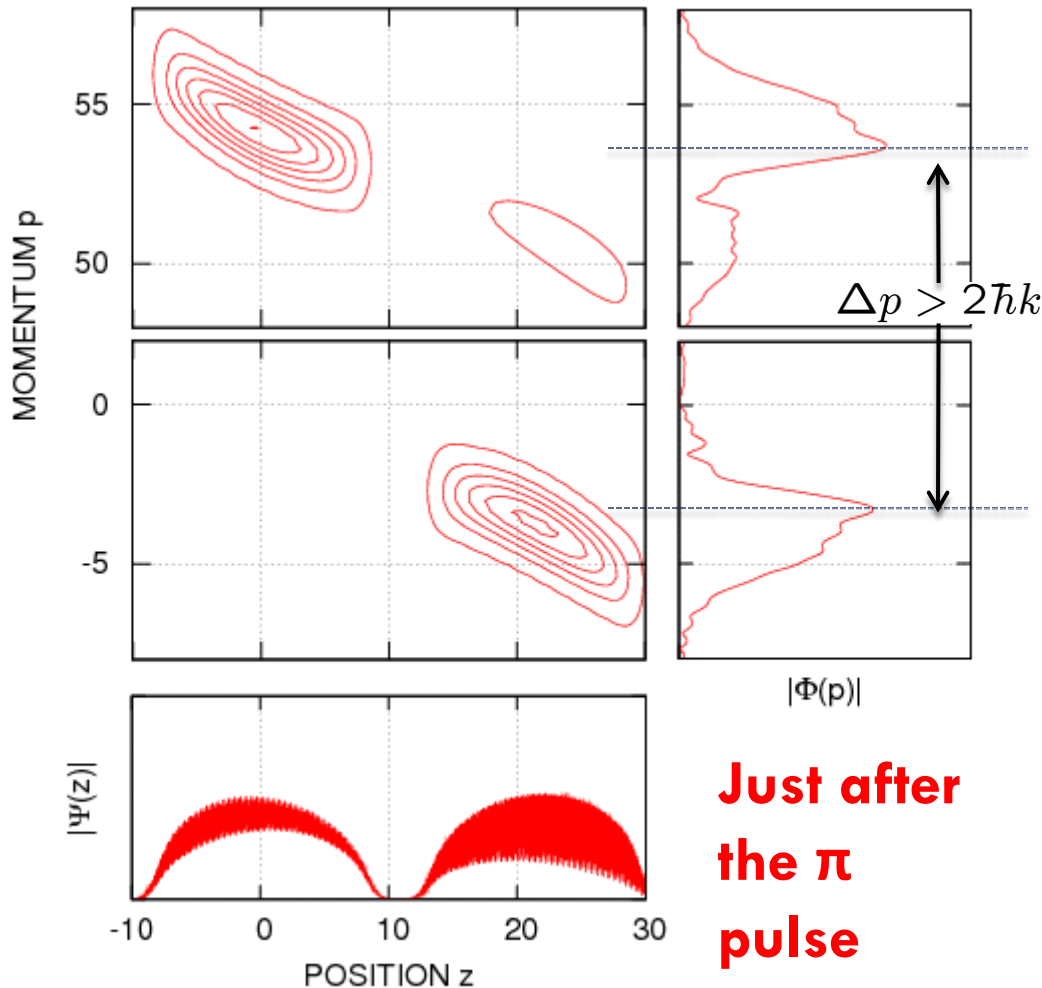 MOMENTUM p
55
50
0
-5
Δp > 2ħk
|Φ(p)|
|Ψ(z)|
-10 0 10 20 30
POSITION z
Just after
the π
pulse